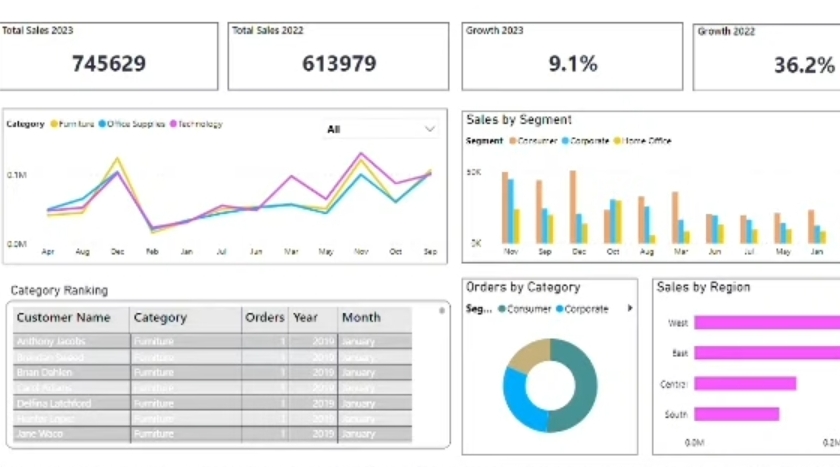 Total Sales 2023
745629
Total Sales 2022
613979
Growth 2023
9.1%
Growth 2022
36.2%
Category Furniture Office Supplies Technology
All
0.1M
0.0M
Apr Aug Dec Feb Jan Jul Jun Mar May Nov Oct Sep
Sales by Segment
Segment Consumer Corporate Home Office
50K
0K
Nov Sep Dec Oct Aug Mar Jun Jul May Jan
Category Ranking
Customer Name Category Orders Year Month
Anthony Jacobs Furniture 1 2019 January
Furniture 1 2019 January
Brian Dahlen Furniture 1 2019 January
Carol Adams Furniture 1 2019 January
Delfina Latchford Furniture 1 2019 January
Hunter Lopez Furniture 1 2019 January
Jane Waco Furniture 1 2019 January
Orders by Category
Seg... Consumer Corporate
Sales by Region
West
East
Central
South
0.0M 0.2M